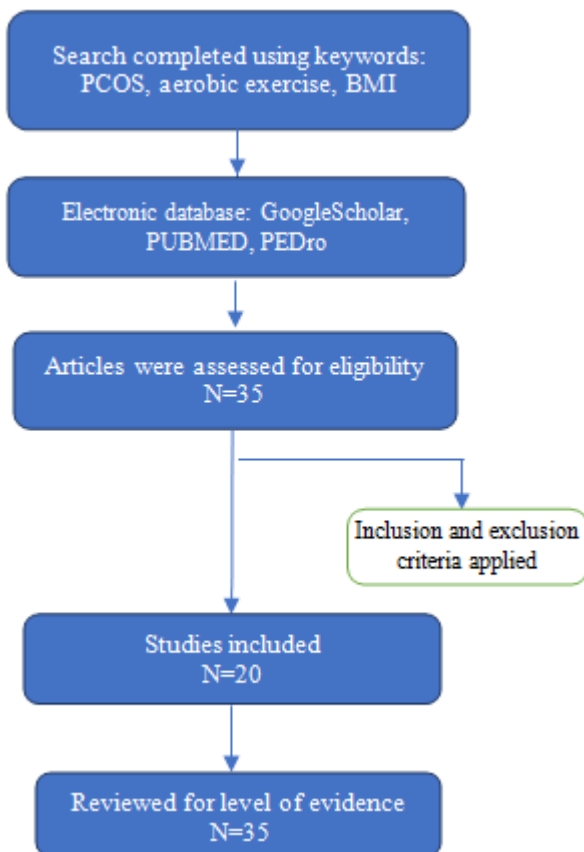 Search completed using keywords:
PCOS, aerobic exercise, BMI
Electronic database: GoogleScholar,
PUBMED, PEDro
Articles were assessed for eligibility
N=35
Inclusion and exclusion
criteria applied
Studies included
N=20
Reviewed for level of evidence
N=35